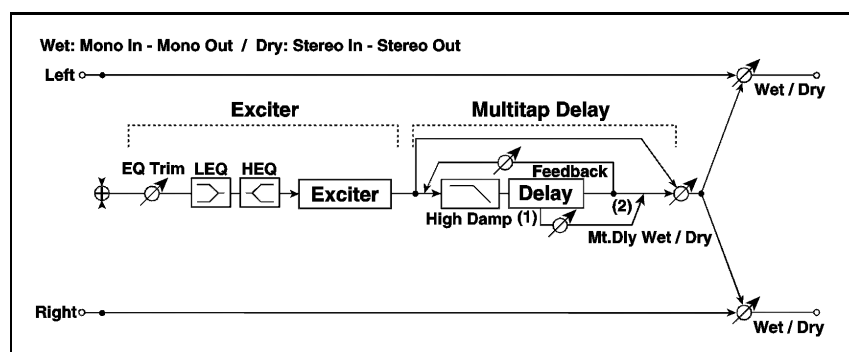 Wet: Mono In - Mono Out / Dry: Stereo In - Stereo Out
Left
Wet / Dry
Exciter
Multitap Delay
EQ Trim
LEQ
HEQ
Feedback
Exciter
Delay
High Damp
(1)
(2)
Mt.Dly Wet / Dry
Right
Wet / Dry